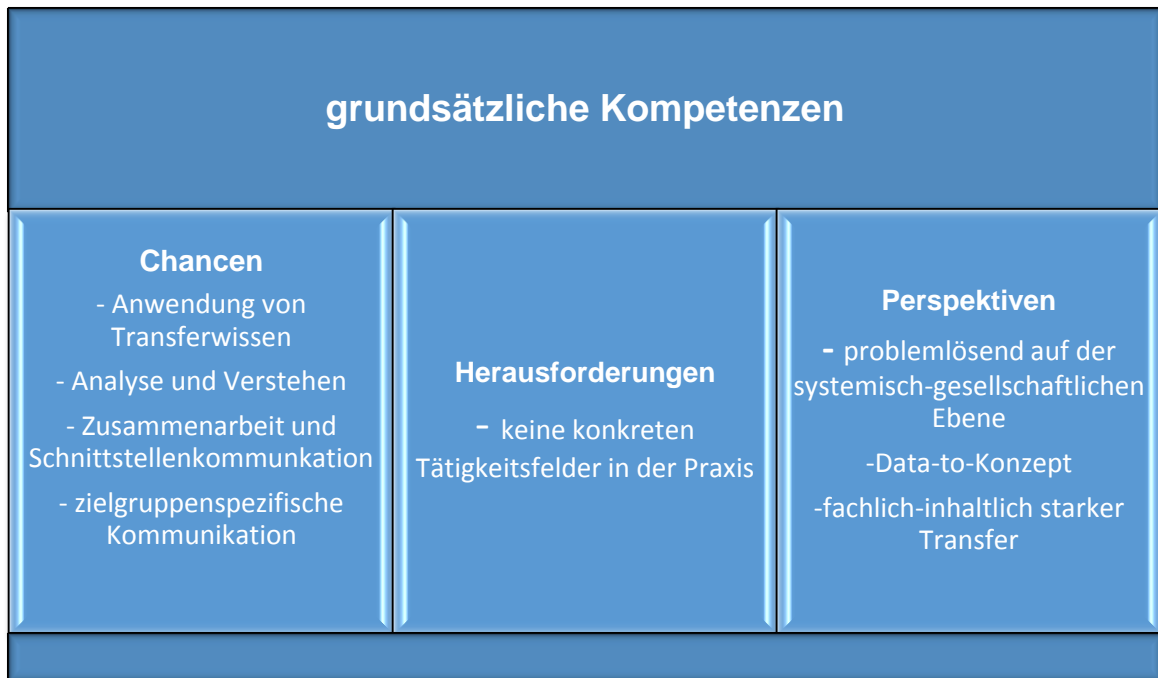 grundsätzliche Kompetenzen
Chancen
- Anwendung von
Transferwissen
- Analyse und Verstehen
- Zusammenarbeit und
Schnittstellenkommunkation
- zielgruppenspezifische
Kommunikation
Herausforderungen
- keine konkreten
Tätigkeitsfelder in der Praxis
Perspektiven
- problemlösend auf der
systemisch-gesellschaftlichen
Ebene
-Data-to-Konzept
-fachlich-inhaltlich starker
Transfer